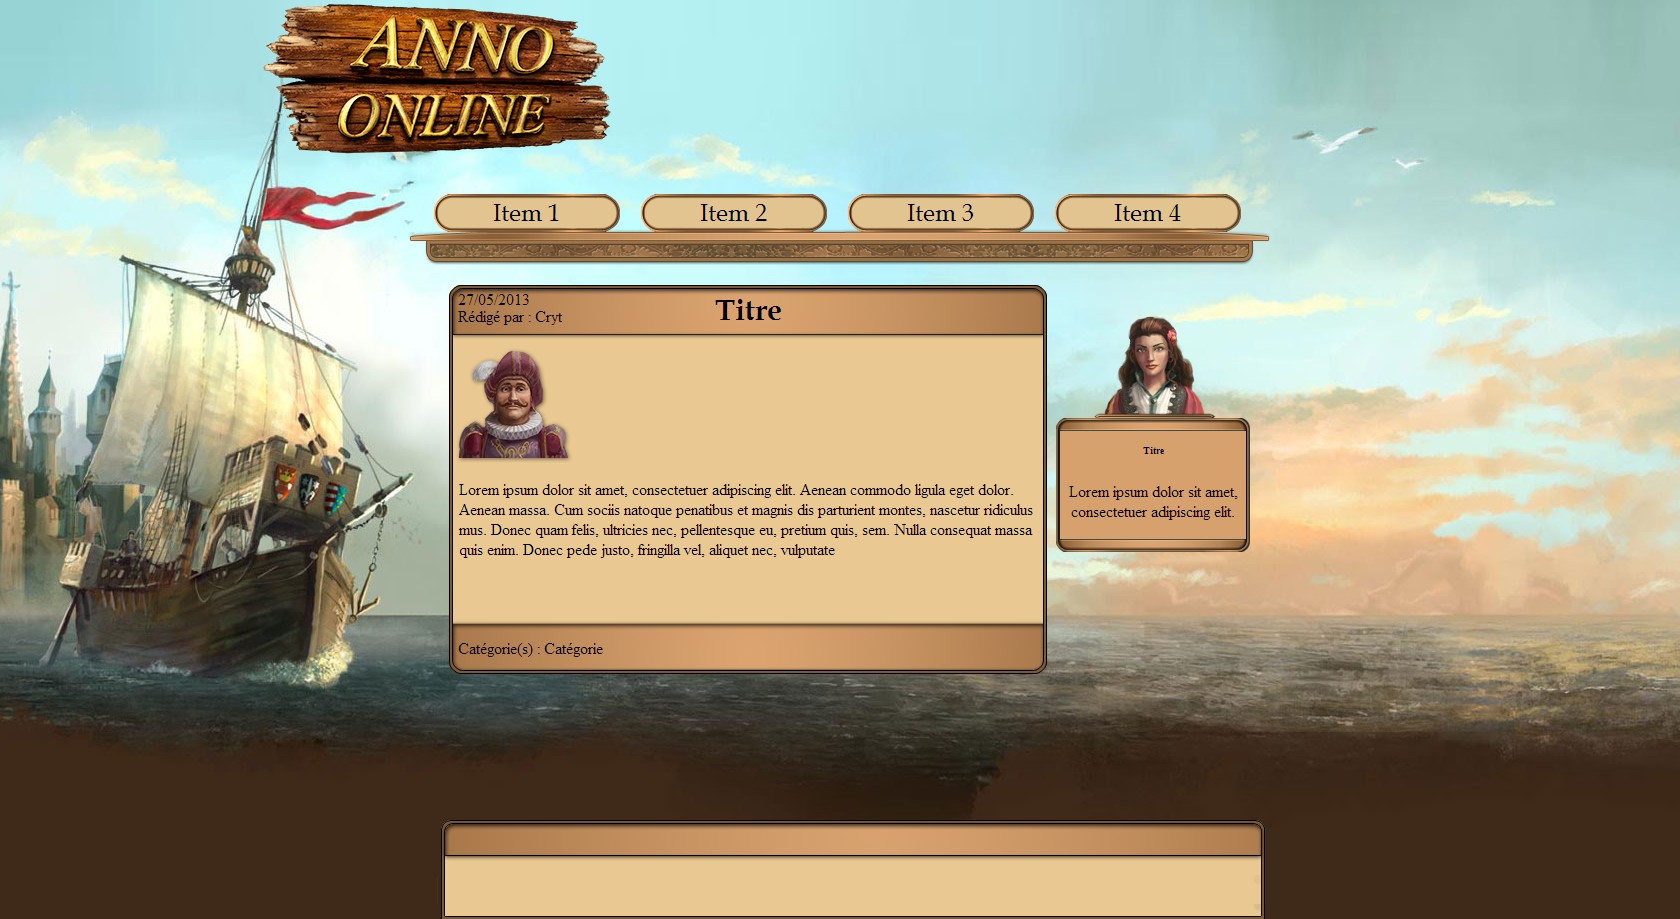 ANNO
ONLINE
Item 1
Item 2
Item 3
Item 4
27/05/2013
Rédigé par : Cryt
Titre
Lorem ipsum dolor sit amet, consectetuer adipiscing elit. Aenean commodo ligula eget dolor.
Aenean massa. Cum sociis natoque penatibus et magnis dis parturient montes, nascetur ridiculus
mus. Donec quam felis, ultricies nec, pellentesque eu, pretium quis, sem. Nulla consequat massa
quis enim. Donec pede justo, fringilla vel, aliquet nec, vulputate
Catégorie(s) : Catégorie
Titre
Lorem ipsum dolor sit amet,
consectetuer adipiscing elit.